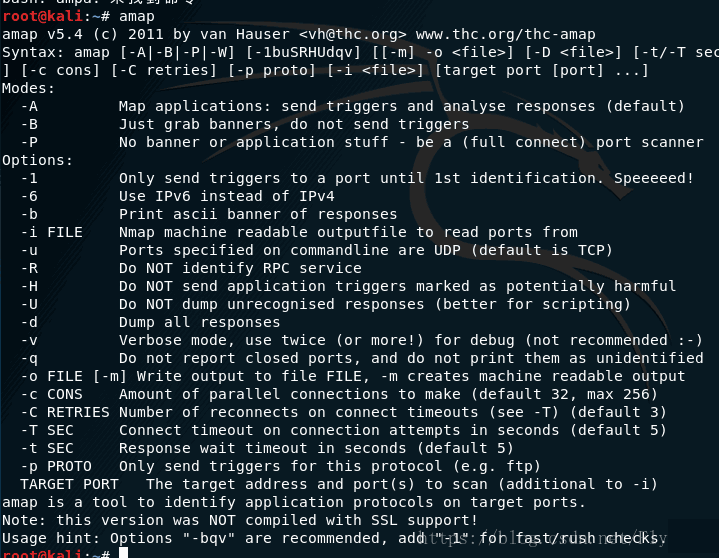 root@kali:~# amap
amap v5.4 (c) 2011 by van Hauser <vh@thc.org> www.thc.org/thc-amap
Syntax: amap [-A|-B|-P|-W] [-1buSRHUdqv] [[-m] -o <file>] [-D <file>] [-t/-T sec
] [-c cons] [-C retries] [-p proto] [-i <file>] [target port [port] ...]
Modes:
-A Map applications: send triggers and analyse responses (default)
-B Just grab banners, do not send triggers
-P No banner or application stuff - be a (full connect) port scanner
Options:
-1 Only send triggers to a port until 1st identification. Speeeeed!
-6 Use IPv6 instead of IPv4
-b Print ascii banner of responses
-i FILE Nmap machine readable outputfile to read ports from
-u Ports specified on commandline are UDP (default is TCP)
-R Do NOT identify RPC service
-H Do NOT send application triggers marked as potentially harmful
-U Do NOT dump unrecognised responses (better for scripting)
-d Dump all responses
-v Verbose mode, use twice (or more!) for debug (not recommended :-)
-q Do not report closed ports, and do not print them as unidentified
-o FILE [-m] Write output to file FILE, -m creates machine readable output
-c CONS Amount of parallel connections to make (default 32, max 256)
-C RETRIES Number of reconnects on connect timeouts (see -T) (default 3)
-T SEC Connect timeout on connection attempts in seconds (default 5)
-t SEC Response wait timeout in seconds (default 5)
-p PROTO Only send triggers for this protocol (e.g. ftp)
TARGET PORT The target address and port(s) to scan (additional to -i)
amap is a tool to identify application protocols on target ports.
Note: this version was NOT compiled with SSL support!
Usage hint: Options "-bqv" are recommended, add "-1" for fast/rush checks.
root@kali:~#